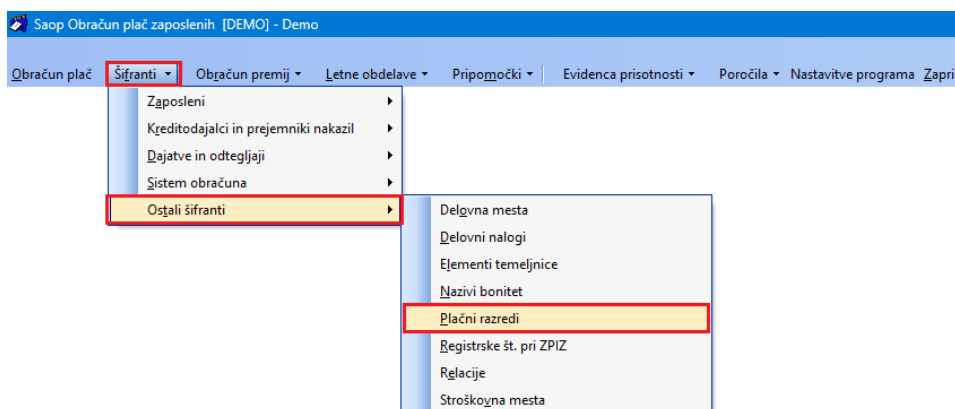 Saop Obračun plač zaposlenih [DEMO] - Demo
Obračun plač Šifranti Obračun premij Letne obdelave Pripomočki Evidenca prisotnosti Poročila Nastavitve programa Zapri
Zaposleni
Kreditodajalci in prejemniki nakazil
Dajatve in odtegljaji
Sistem obračuna
Ostali šifranti
Delovna mesta
Delovni nalogi
Elementi temeljnice
Nazivi bonitet
Plačni razredi
Registrske št. pri ZPIZ
Relacije
Stroškovna mesta